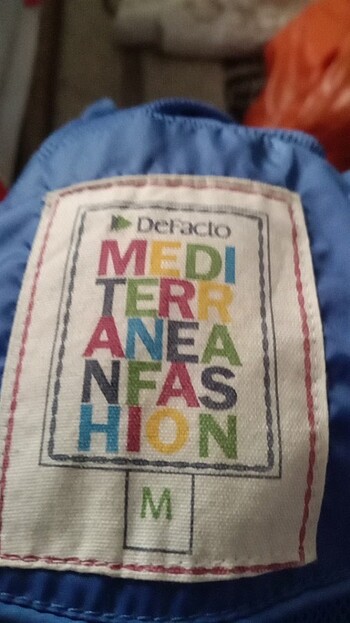 DeFacto
MEDI
TERR
ANEA
NFAS
HION
M